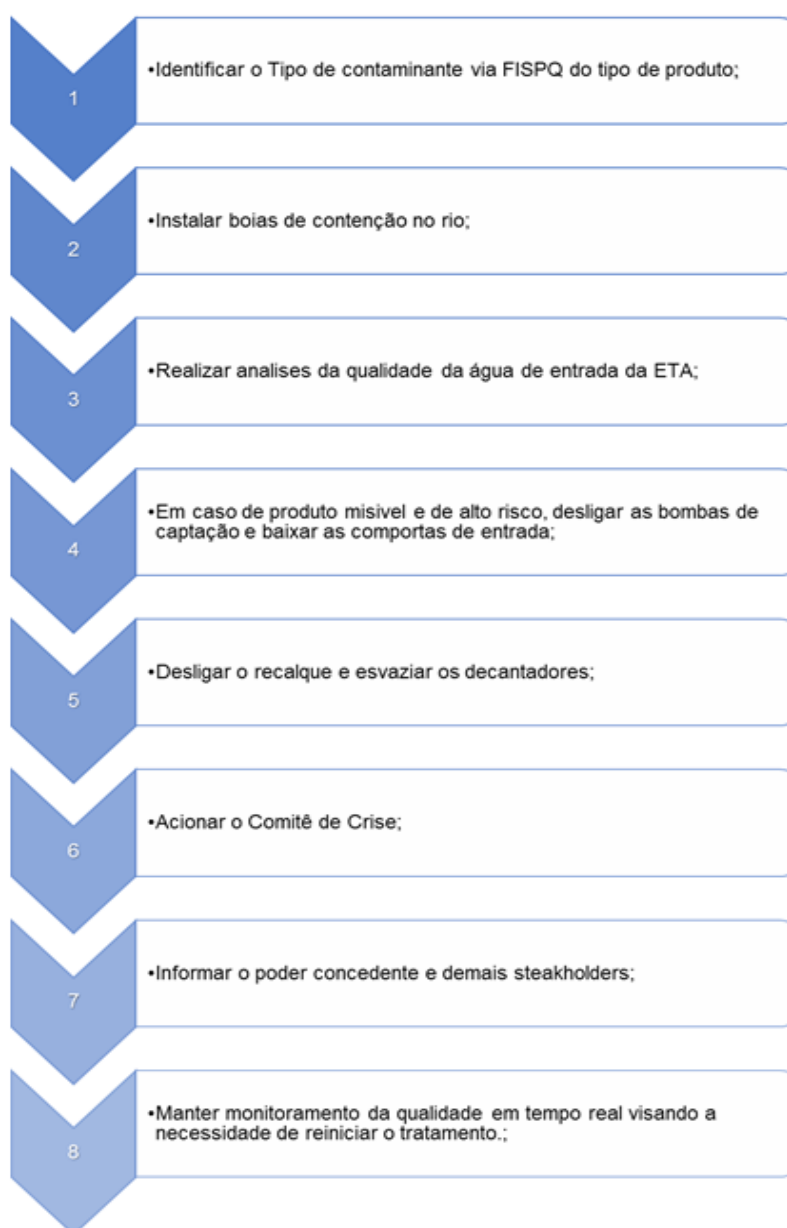 1
•Identificar o Tipo de contaminante via FISPQ do tipo de produto;
2
•Instalar boias de contenção no rio;
3
•Realizar analises da qualidade da água de entrada da ETA;
4
•Em caso de produto misivel e de alto risco, desligar as bombas de
captação e baixar as comportas de entrada;
5
•Desligar o recalque e esvaziar os decantadores;
6
•Acionar o Comitê de Crise;
7
•Informar o poder concedente e demais steakholders;
8
•Manter monitoramento da qualidade em tempo real visando a
necessidade de reiniciar o tratamento.;